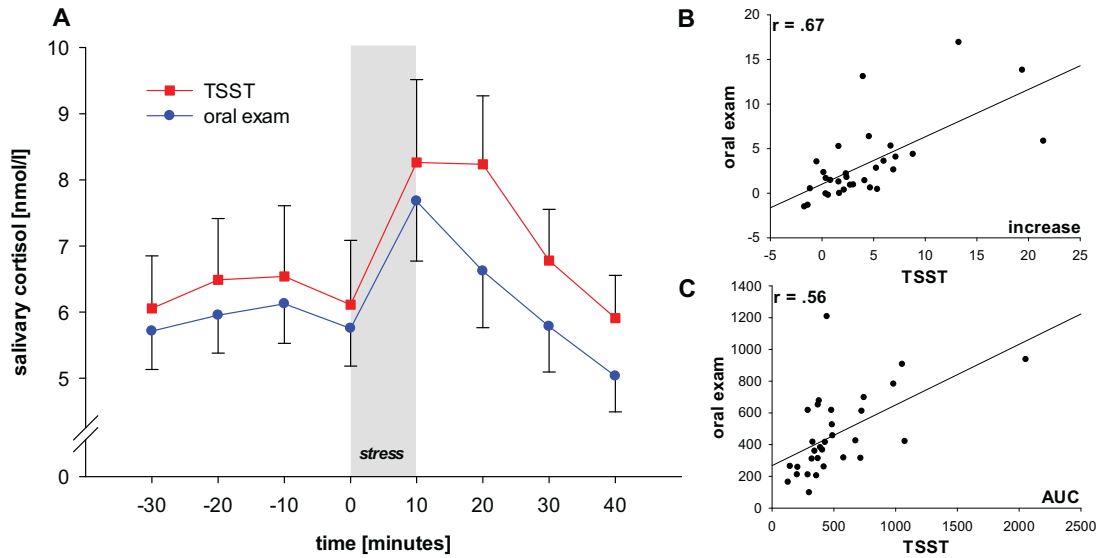 A
10
9
8
7
6
5
0
salivary cortisol [nmol/l]
TSST
oral exam
stress
-30 -20 -10 0 10 20 30 40
time [minutes]
B
r = .67
20
15
10
5
0
-5
oral exam
increase
-5 0 5 10 15 20 25
TSST
C
r = .56
1400
1200
1000
800
600
400
200
0
oral exam
AUC
0 500 1000 1500 2000 2500
TSST